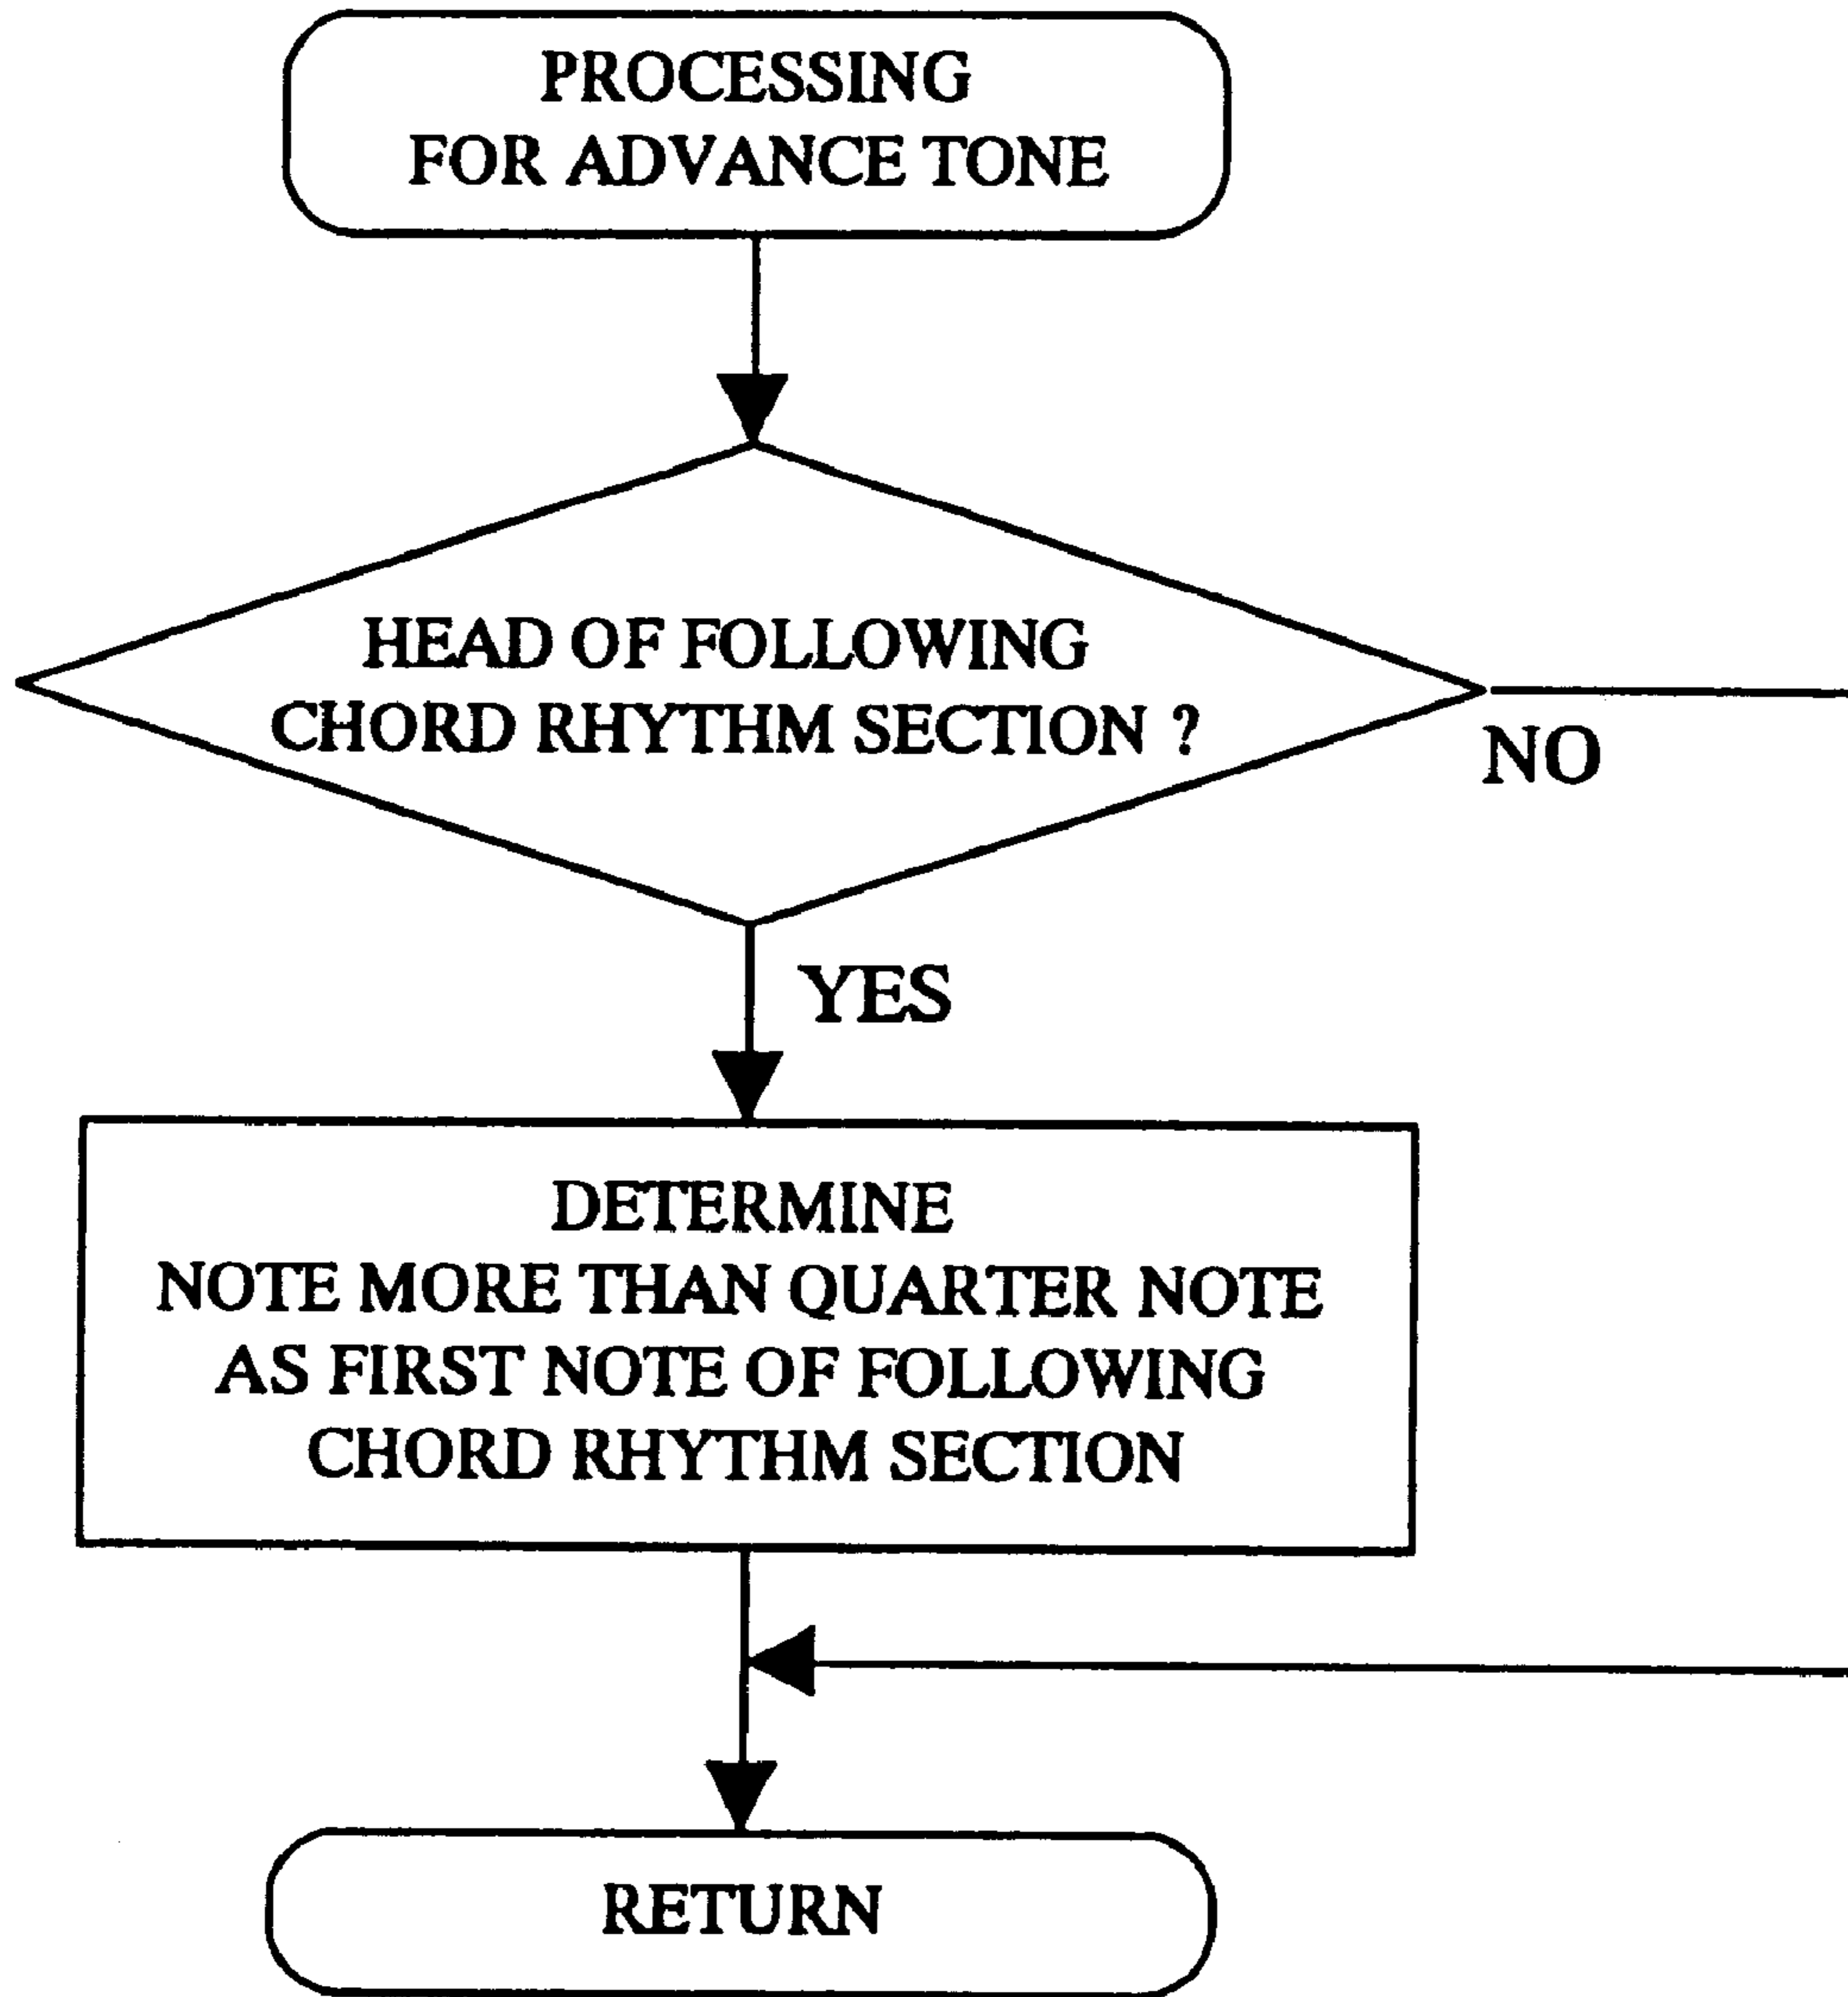 PROCESSING
FOR ADVANCE TONE
HEAD OF FOLLOWING
CHORD RHYTHM SECTION ?
NO
YES
DETERMINE
NOTE MORE THAN QUARTER NOTE
AS FIRST NOTE OF FOLLOWING
CHORD RHYTHM SECTION
RETURN